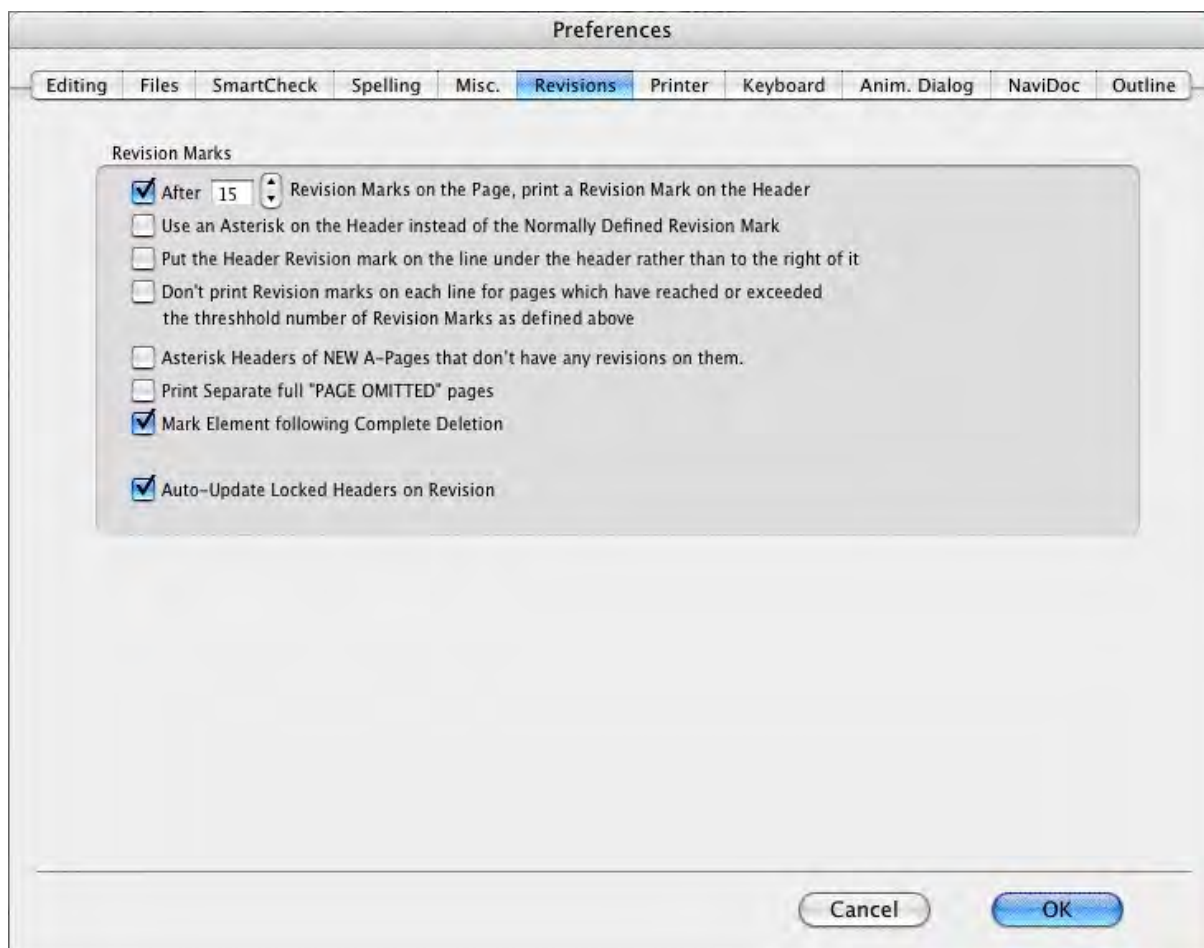 Preferences
Editing Files SmartCheck Spelling Misc. Revisions Printer Keyboard Anim. Dialog NaviDoc Outline
Revision Marks
After 15 Revision Marks on the Page, print a Revision Mark on the Header
Use an Asterisk on the Header instead of the Normally Defined Revision Mark
Put the Header Revision mark on the line under the header rather than to the right of it
Don't print Revision marks on each line for pages which have reached or exceeded
the threshhold number of Revision Marks as defined above
Asterisk Headers of NEW A-Pages that don't have any revisions on them.
Print Separate full "PAGE OMITTED" pages
Mark Element following Complete Deletion
Auto-Update Locked Headers on Revision
Cancel OK